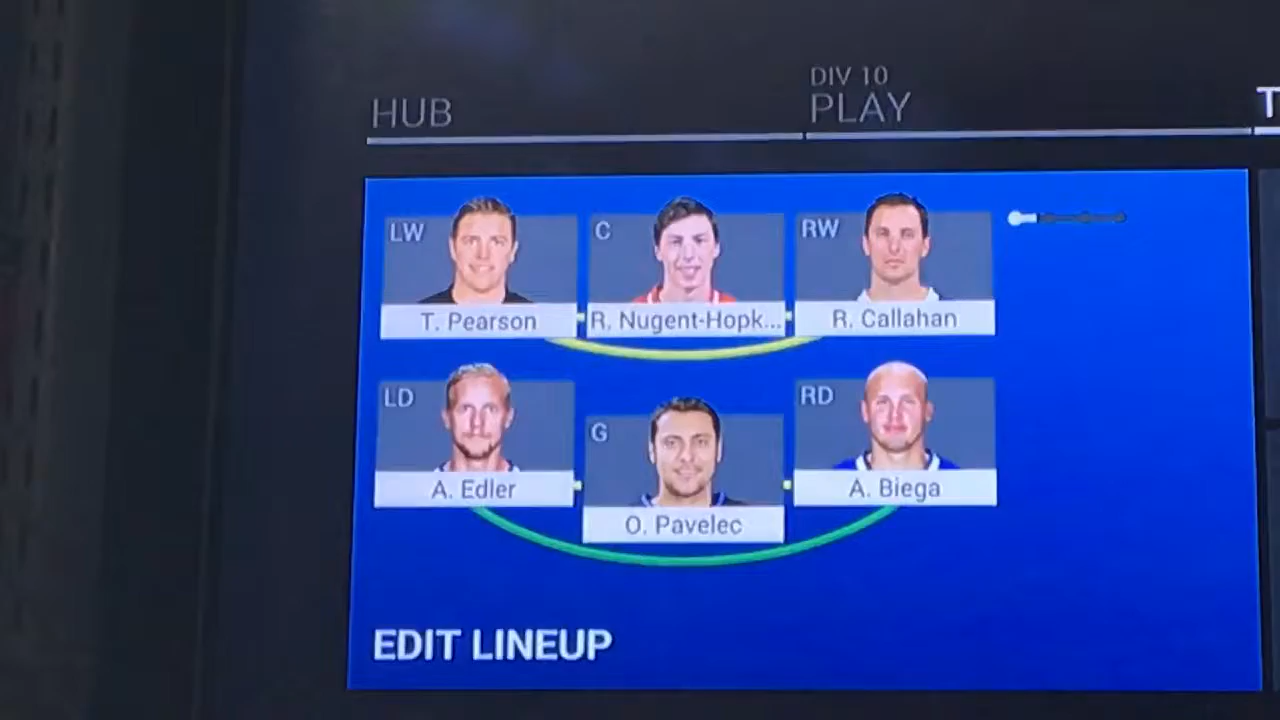 HUB
DIV 10
PLAY
T
LW
C
RW
T. Pearson
R. Nugent-Hopk...
R. Callahan
LD
G
RD
A. Edler
O. Pavelec
A. Biega
EDIT LINEUP